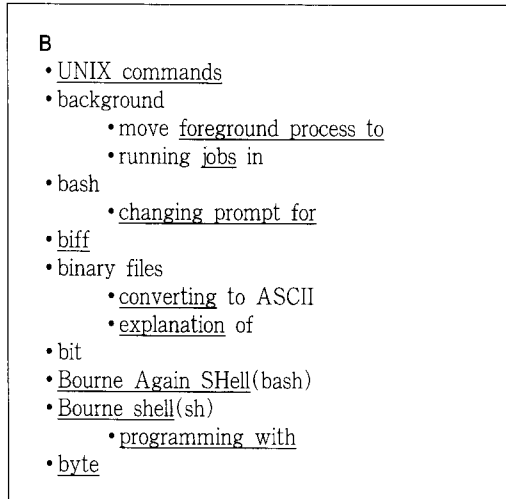 B
• UNIX commands
• background
• move foreground process to
• running jobs in
• bash
• changing prompt for
• biff
• binary files
• converting to ASCII
• explanation of
• bit
• Bourne Again SHell(bash)
• Bourne shell(sh)
• programming with
• byte